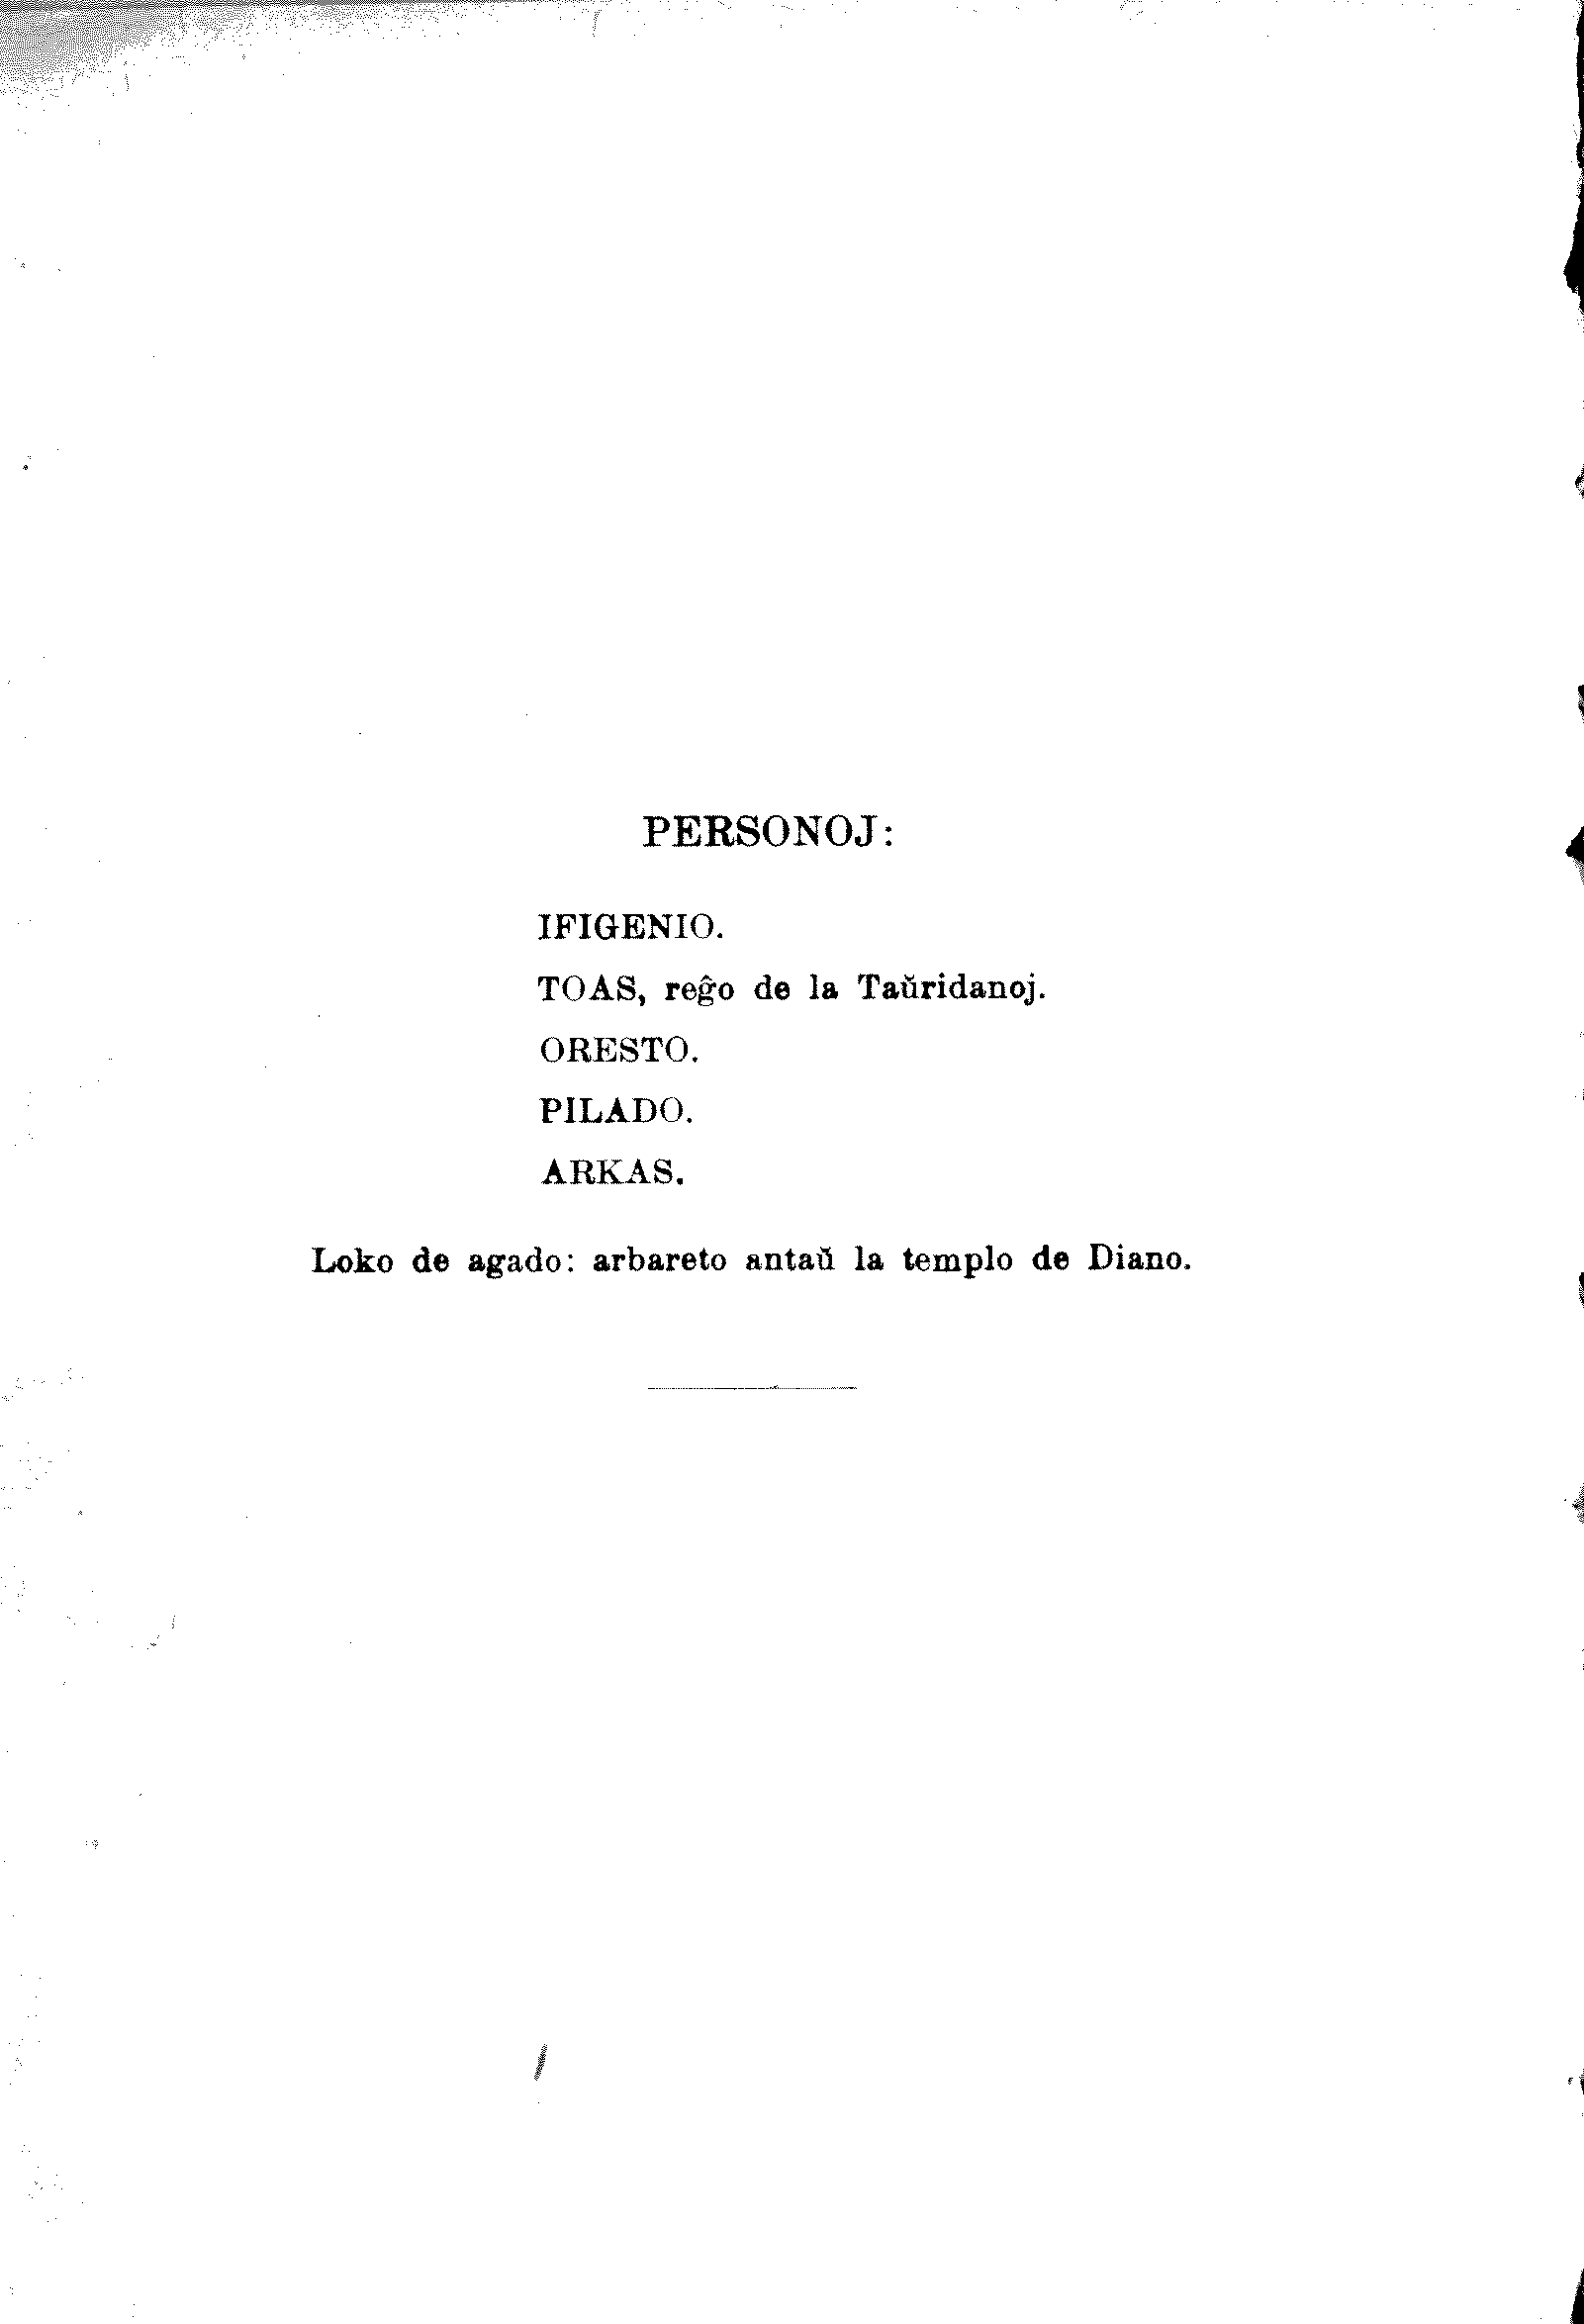 PERSONOJ:
IFIGENIO.
TOAS, reĝo de la Taŭridanoj.
ORESTO.
PILADO.
ARKAS.
Loko de agado: arbareto antaŭ la templo de Diano.